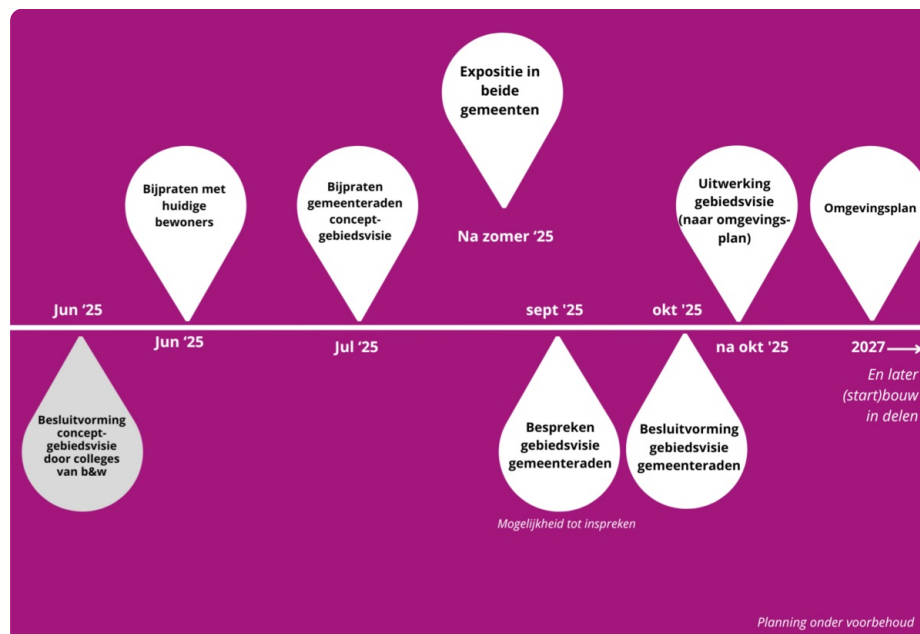 Expositie in
beide
gemeenten
Na zomer ‘25
Bijpraten met
huidige
bewoners
Bijpraten
gemeenteraden
concept-
gebiedsvisie
Uitwerking
gebiedsvisie
(naar omgevings-
plan)
Omgevingsplan
Jun ‘25
sept '25
okt '25
Jun ‘25
Jul ‘25
na okt '25
2027
En later
(start)bouw
in delen
Besluitvorming
concept-
gebiedsvisie
door colleges
van b&w
Bespreken
gebiedsvisie
gemeenteraden
Besluitvorming
gebiedsvisie
gemeenteraden
Mogelijkheid tot inspreken
Planning onder voorbehoud